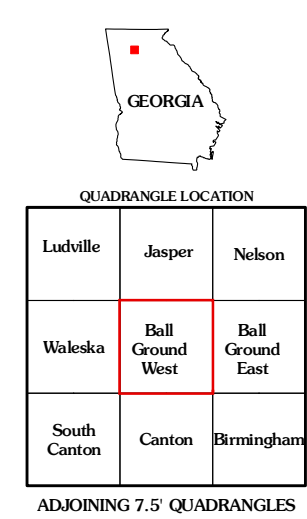 GEORGIA
QUADRANGLE LOCATION
Ludville
Jasper
Nelson
Waleska
Ball
Ground
West
Ball
Ground
East
South
Canton
Canton
Birmingham
ADJOINING 7.5' QUADRANGLES